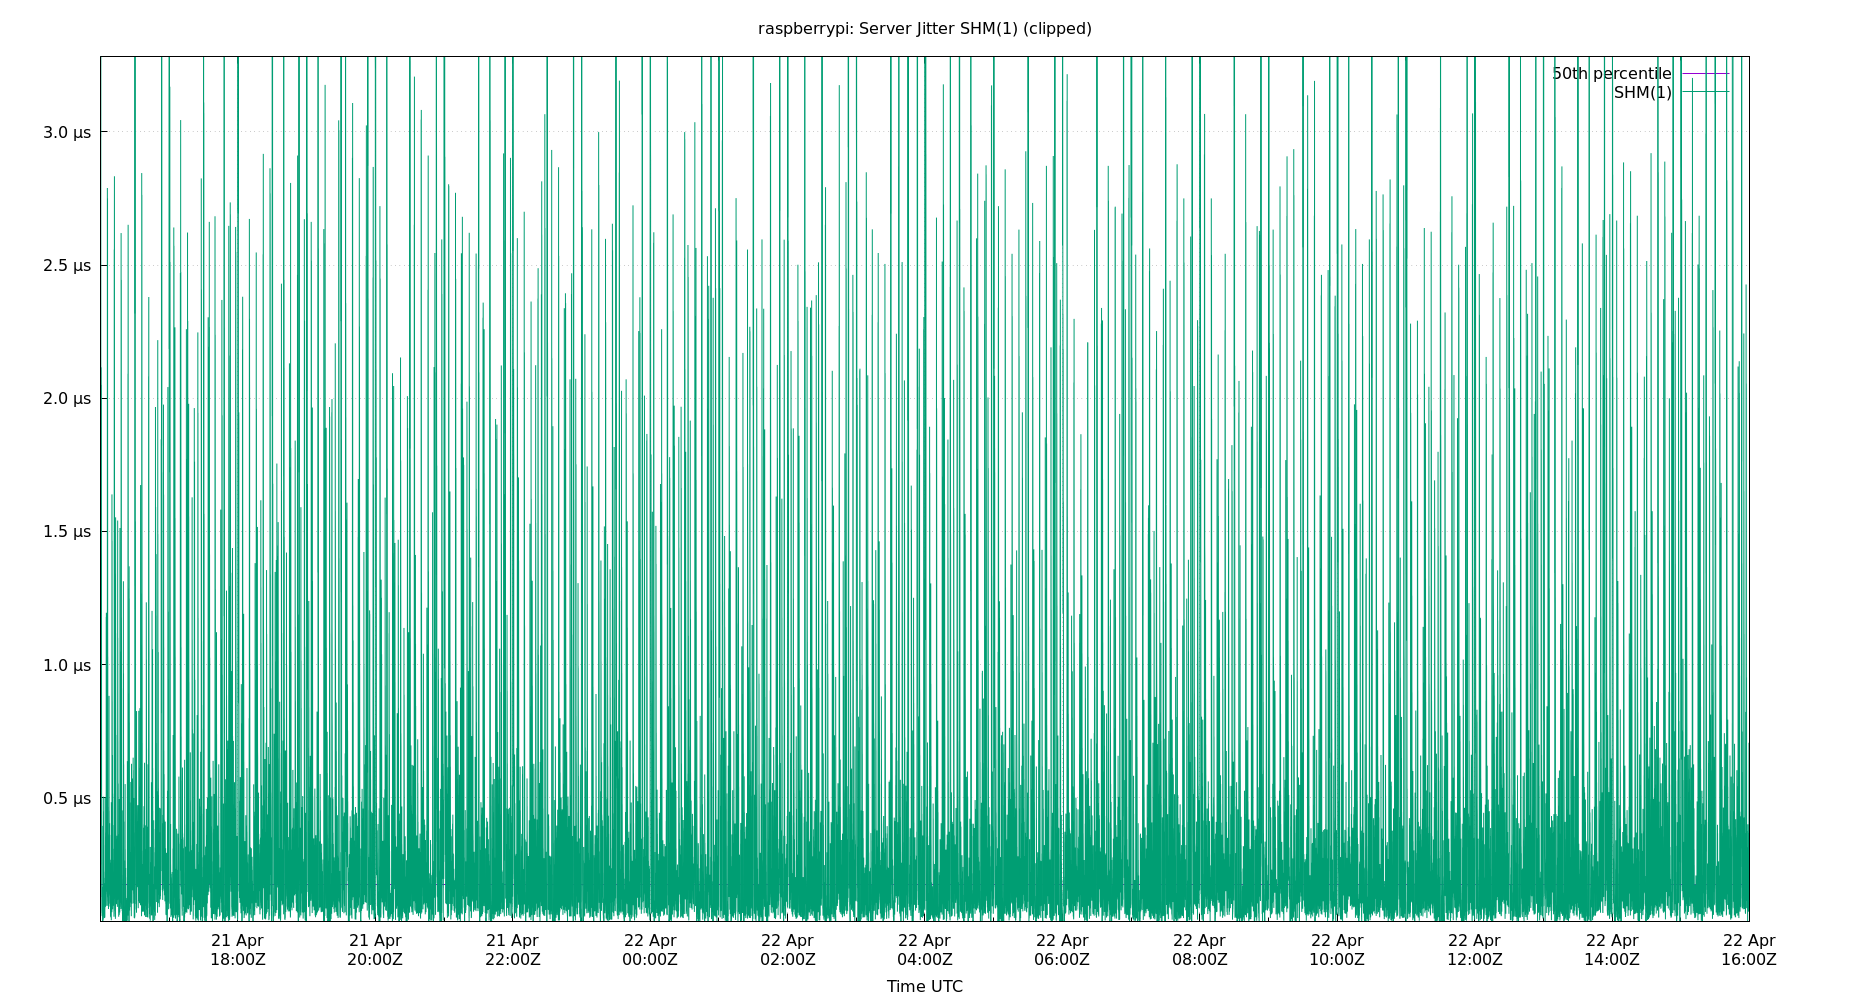 raspberrypi: Server Jitter SHM(1) (clipped)
50th percentile
SHM(1)
3.0 µs
2.5 µs
2.0 µs
1.5 µs
1.0 µs
0.5 µs
21 Apr 21 Apr 21 Apr 22 Apr 22 Apr 22 Apr 22 Apr 22 Apr 22 Apr 22 Apr 22 Apr 22 Apr
18:00Z 20:00Z 22:00Z 00:00Z 02:00Z 04:00Z 06:00Z 08:00Z 10:00Z 12:00Z 14:00Z 16:00Z
Time UTC